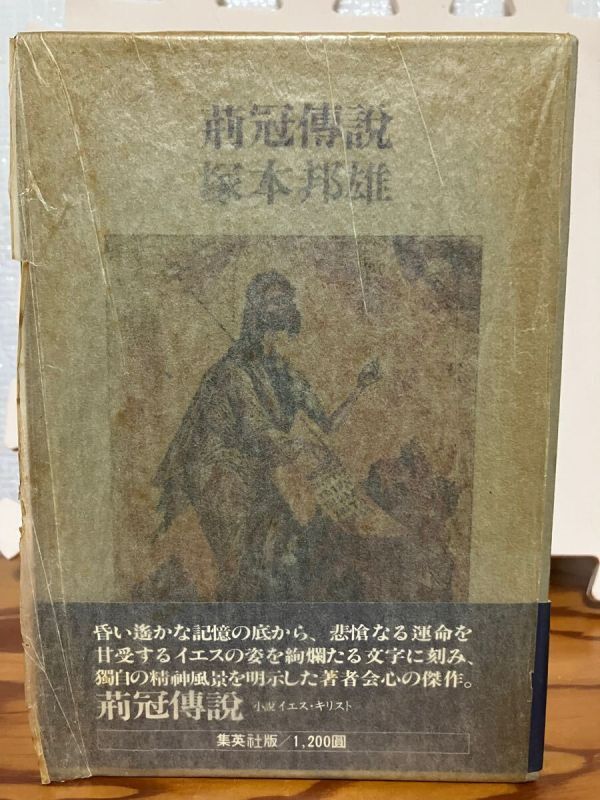 荊冠傳說
塚本邦雄
昏い遙かな記憶の底から、悲愴なる運命を
甘受するイエスの姿を絢爛たる文字に刻み、
獨自の精神風景を明示した著者会心の傑作。
荊冠傳說 小説イエス・キリスト
集英社版/1,200圓